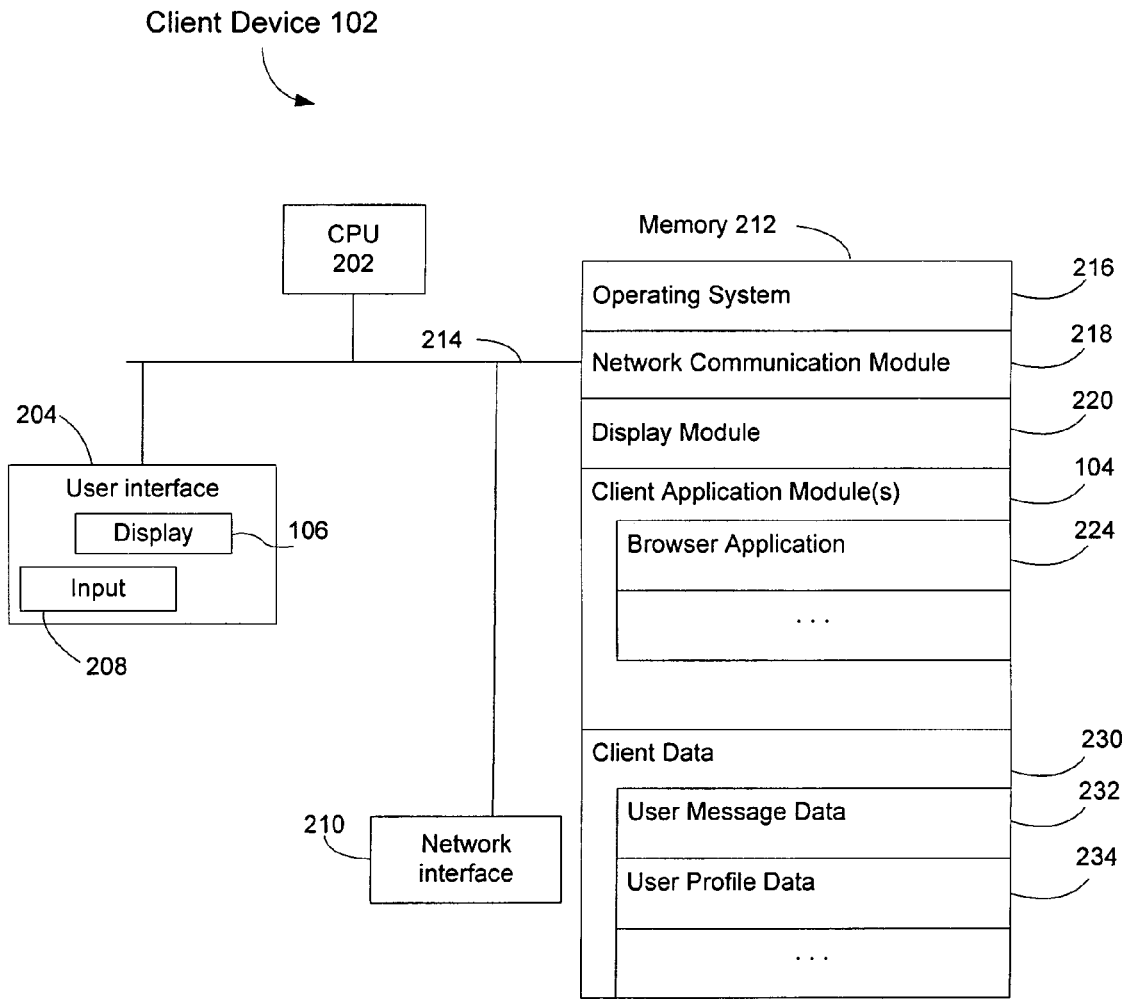 Client Device 102
CPU
202
Memory 212
216
Operating System
214
218
Network Communication Module
220
Display Module
204
User interface
Display
106
Input
208
104
Client Application Module(s)
224
Browser Application
. . .
230
Client Data
232
User Message Data
210
Network
interface
234
User Profile Data
. . .